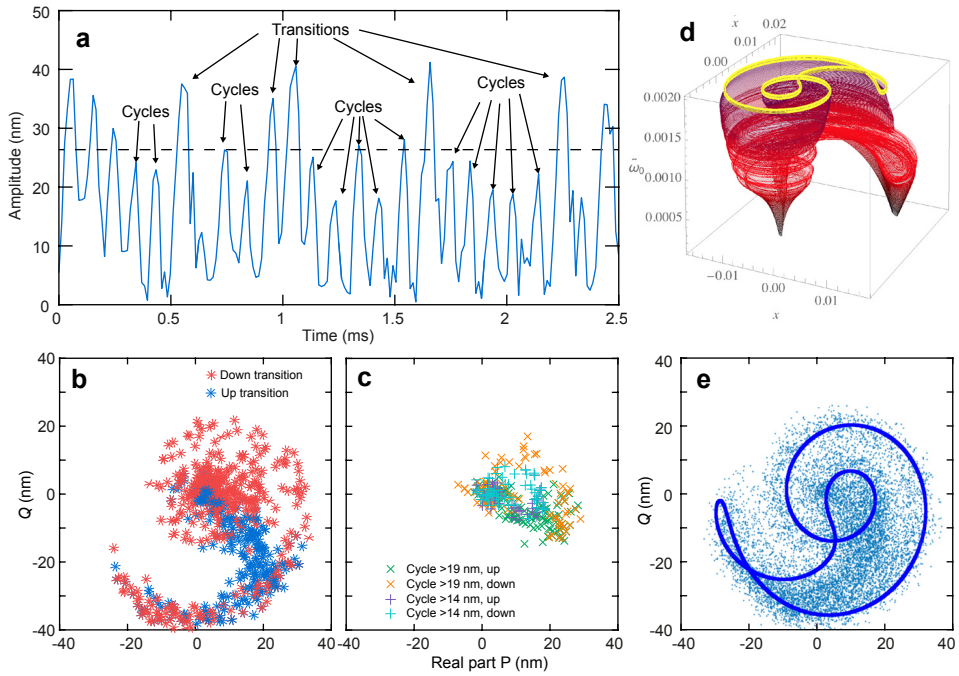 a
Transitions
Cycles
Cycles
Cycles
Cycles
Amplitude (nm)
50
40
30
20
10
0
0
0.5
1
1.5
2
2.5
Time (ms)
d
ẋ
0.02
0.01
0.00
0.0020
0.0015
0.0010
0.0005
ω̄₀
−0.01
0.00
0.01
x
b
Down transition
Up transition
Q (nm)
40
20
0
-20
-40
-40
-20
0
20
40
c
Cycle >19 nm, up
Cycle >19 nm, down
Cycle >14 nm, up
Cycle >14 nm, down
-40
-20
0
20
40
Real part P (nm)
e
Q (nm)
40
20
0
-20
-40
-40
-20
0
20
40